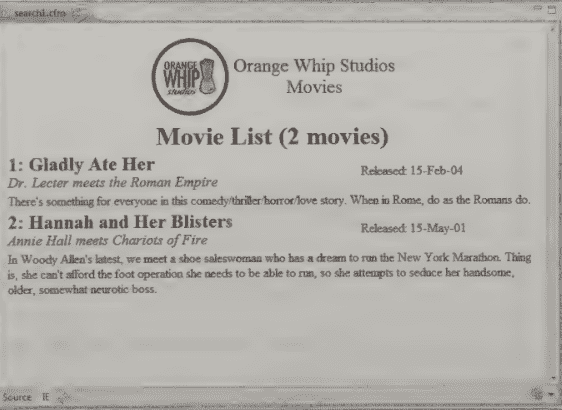 search1.cfm
ORANGE
WHIP
studios
Orange Whip Studios
Movies
Movie List (2 movies)
1: Gladly Ate Her
Released: 15-Feb-04
Dr. Lecter meets the Roman Empire
There's something for everyone in this comedy/thriller/horror/love story. When in Rome, do as the Romans do.
2: Hannah and Her Blisters
Released: 15-May-01
Annie Hall meets Chariots of Fire
In Woody Allen's latest, we meet a shoe saleswoman who has a dream to run the New York Marathon. Thing
is, she can't afford the foot operation she needs to be able to run, so she attempts to seduce her handsome,
older, somewhat neurotic boss.
Source IE